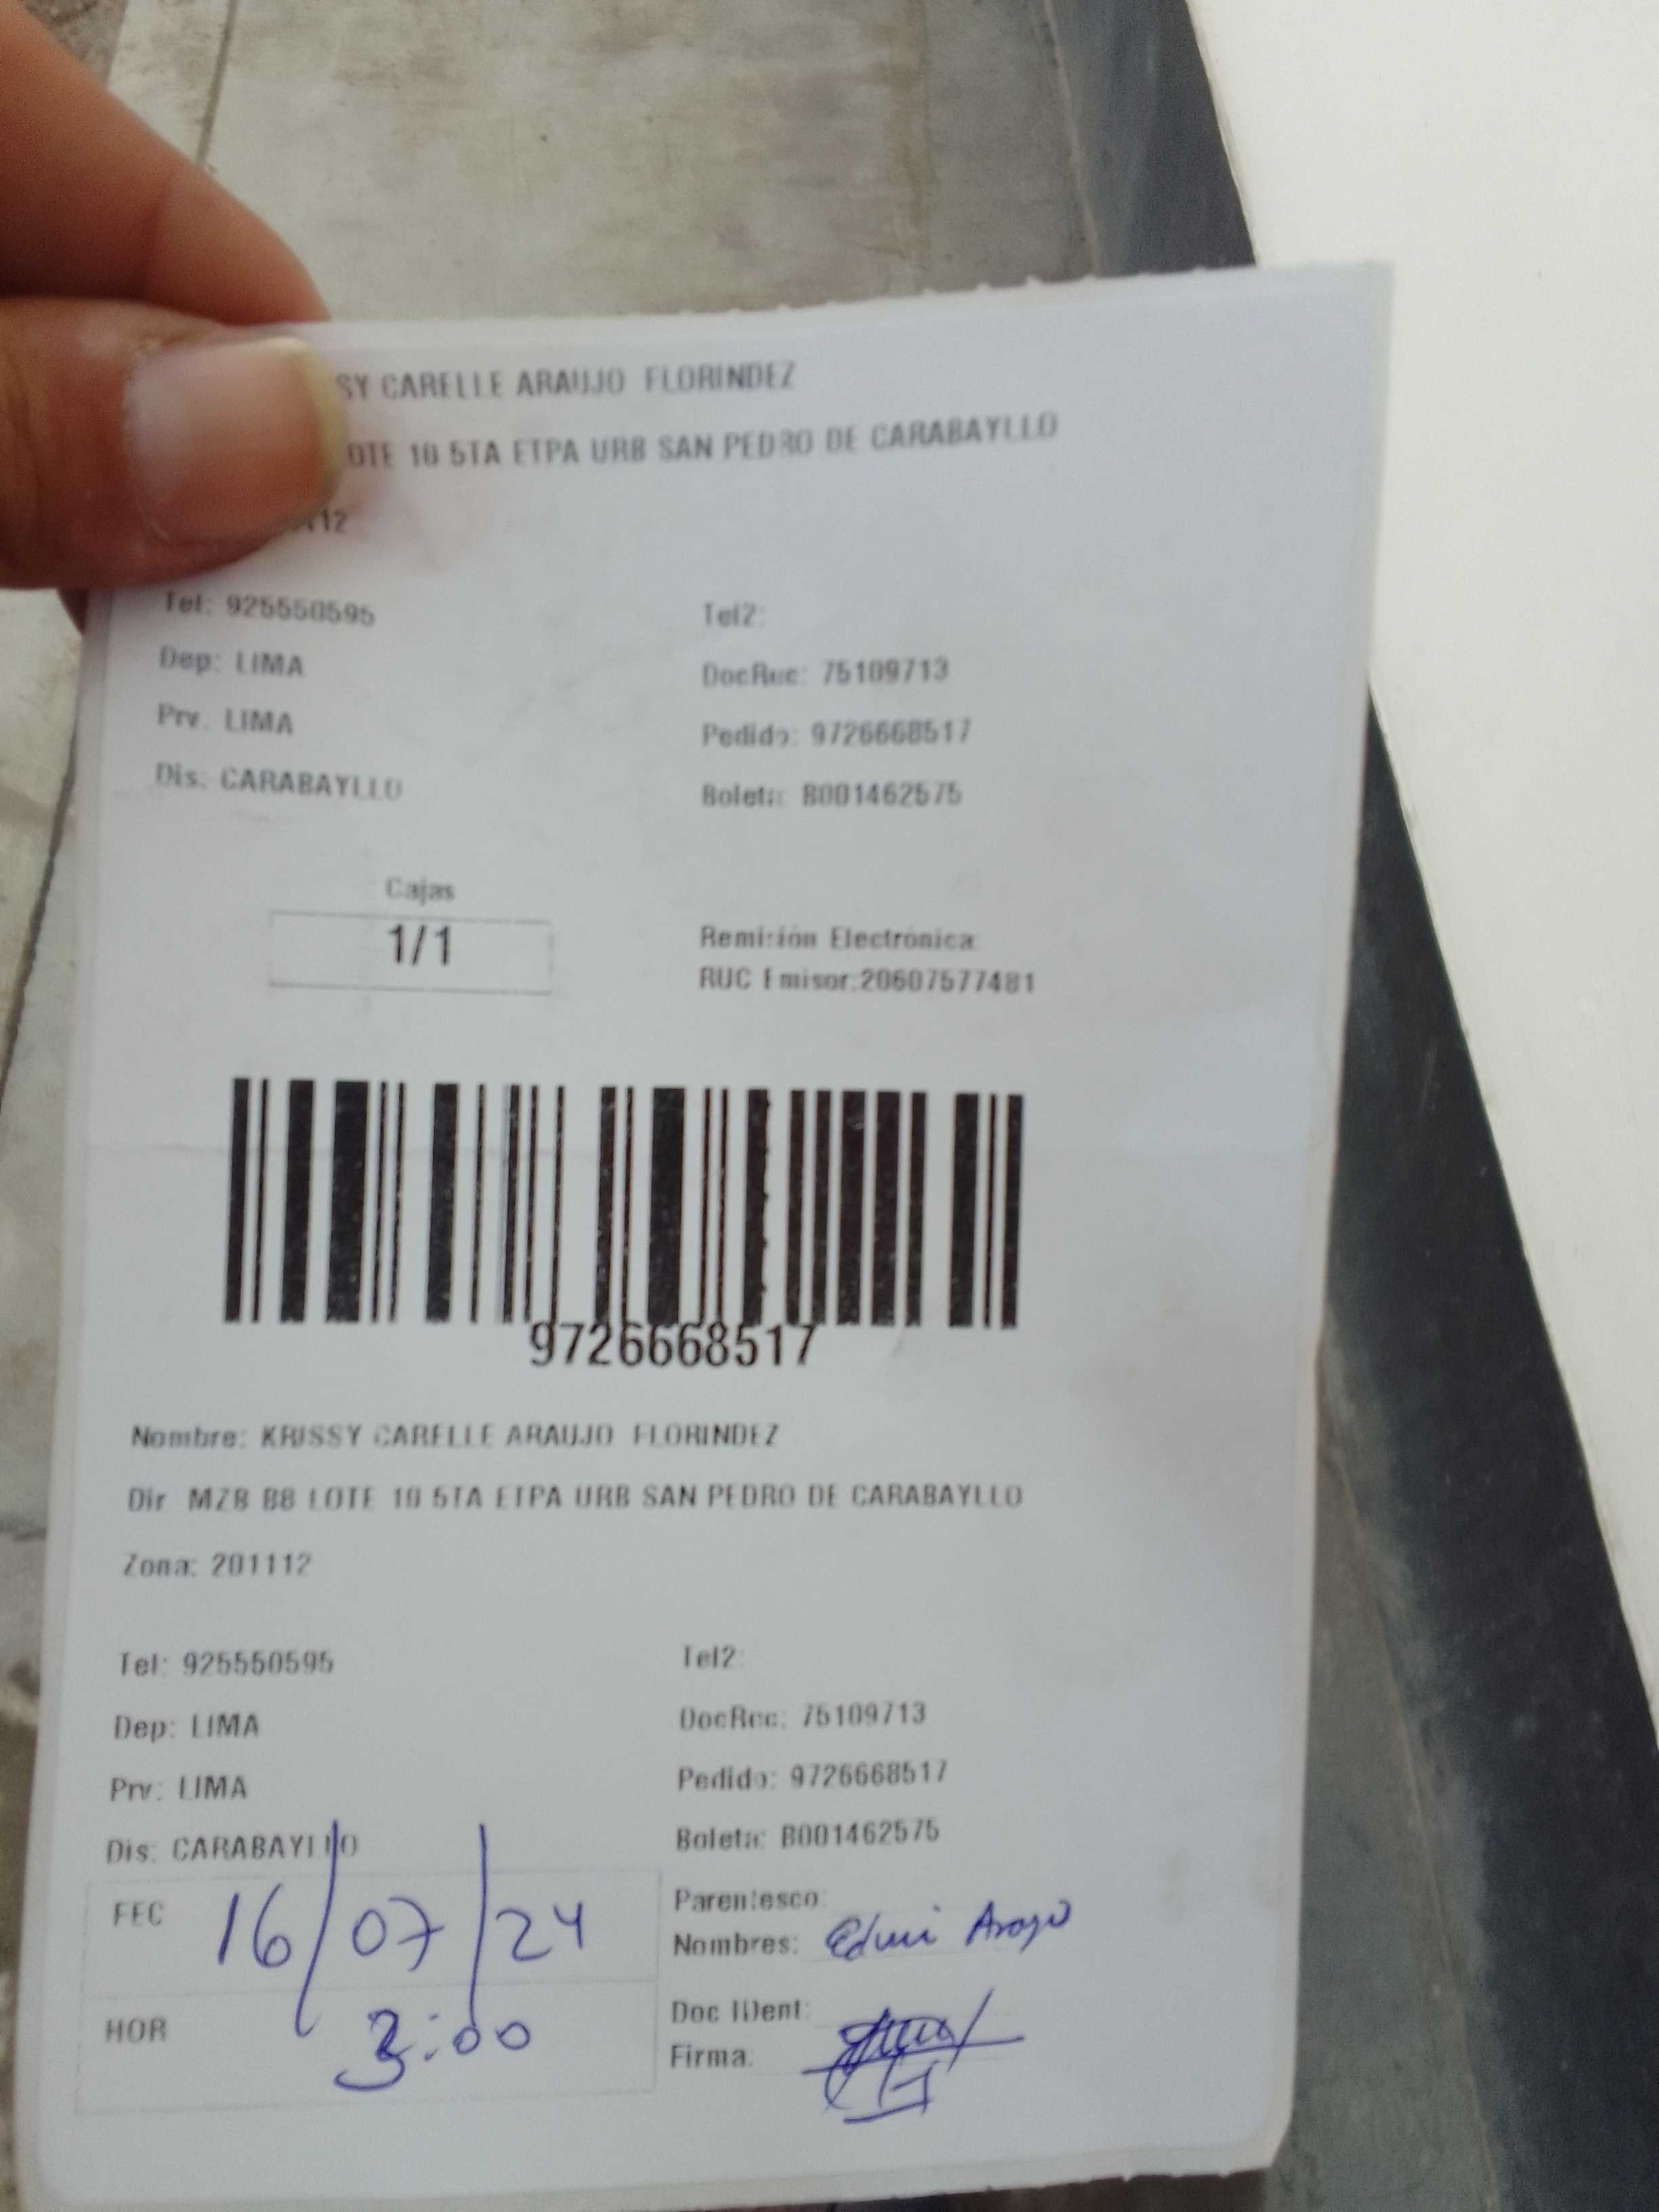 SY CARELLE ARAUJO FLORINDEZ
OTE 10 5TA ETPA URB SAN PEDRO DE CARABAYLLO
112
Tel: 925550595 Tel2:
Dep: LIMA DocRuc: 75109713
Prv. LIMA Pedido: 9726668517
Dis: CARABAYLLO Boleta: B001462575
Cajas
1/1
Remisión Electrónica:
RUC Emisor:20607577481
9726668517
Nombre: KRISSY CARELLE ARAUJO FLORINDEZ
Dir MZB B8 LOTE 10 5TA ETPA URB SAN PEDRO DE CARABAYLLO
Zona: 201112
Tel: 925550595 Tel2:
Dep: LIMA DocRuc: 75109713
Prv: LIMA Pedido: 9726668517
Dis: CARABAYLLO Boleta: B001462575
FEC 16/07/24 Parentesco:
Nombres:
HOR 3:00 Doc IDent:
Firma: